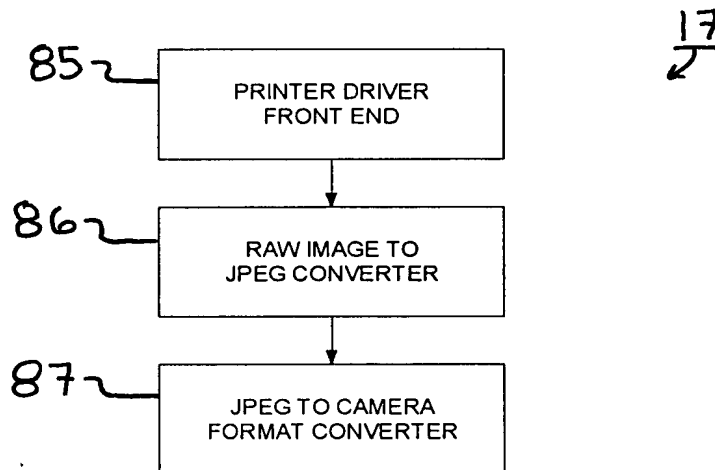 17
85
PRINTER DRIVER
FRONT END
86
RAW IMAGE TO
JPEG CONVERTER
87
JPEG TO CAMERA
FORMAT CONVERTER